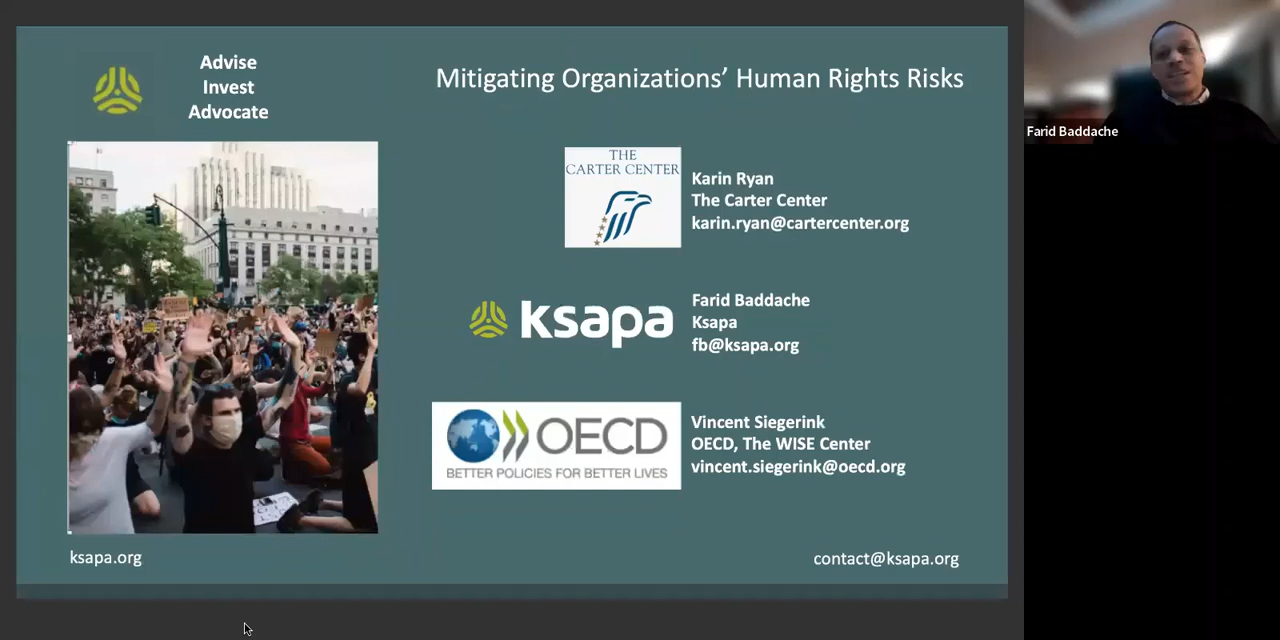 Advise
Invest
Advocate
Mitigating Organizations’ Human Rights Risks
THE
CARTER CENTER
Karin Ryan
The Carter Center
karin.ryan@cartercenter.org
ksapa
Farid Baddache
Ksapa
fb@ksapa.org
OECD
BETTER POLICIES FOR BETTER LIVES
Vincent Siegerink
OECD, The WISE Center
vincent.siegerink@oecd.org
ksapa.org
contact@ksapa.org
Farid Baddache